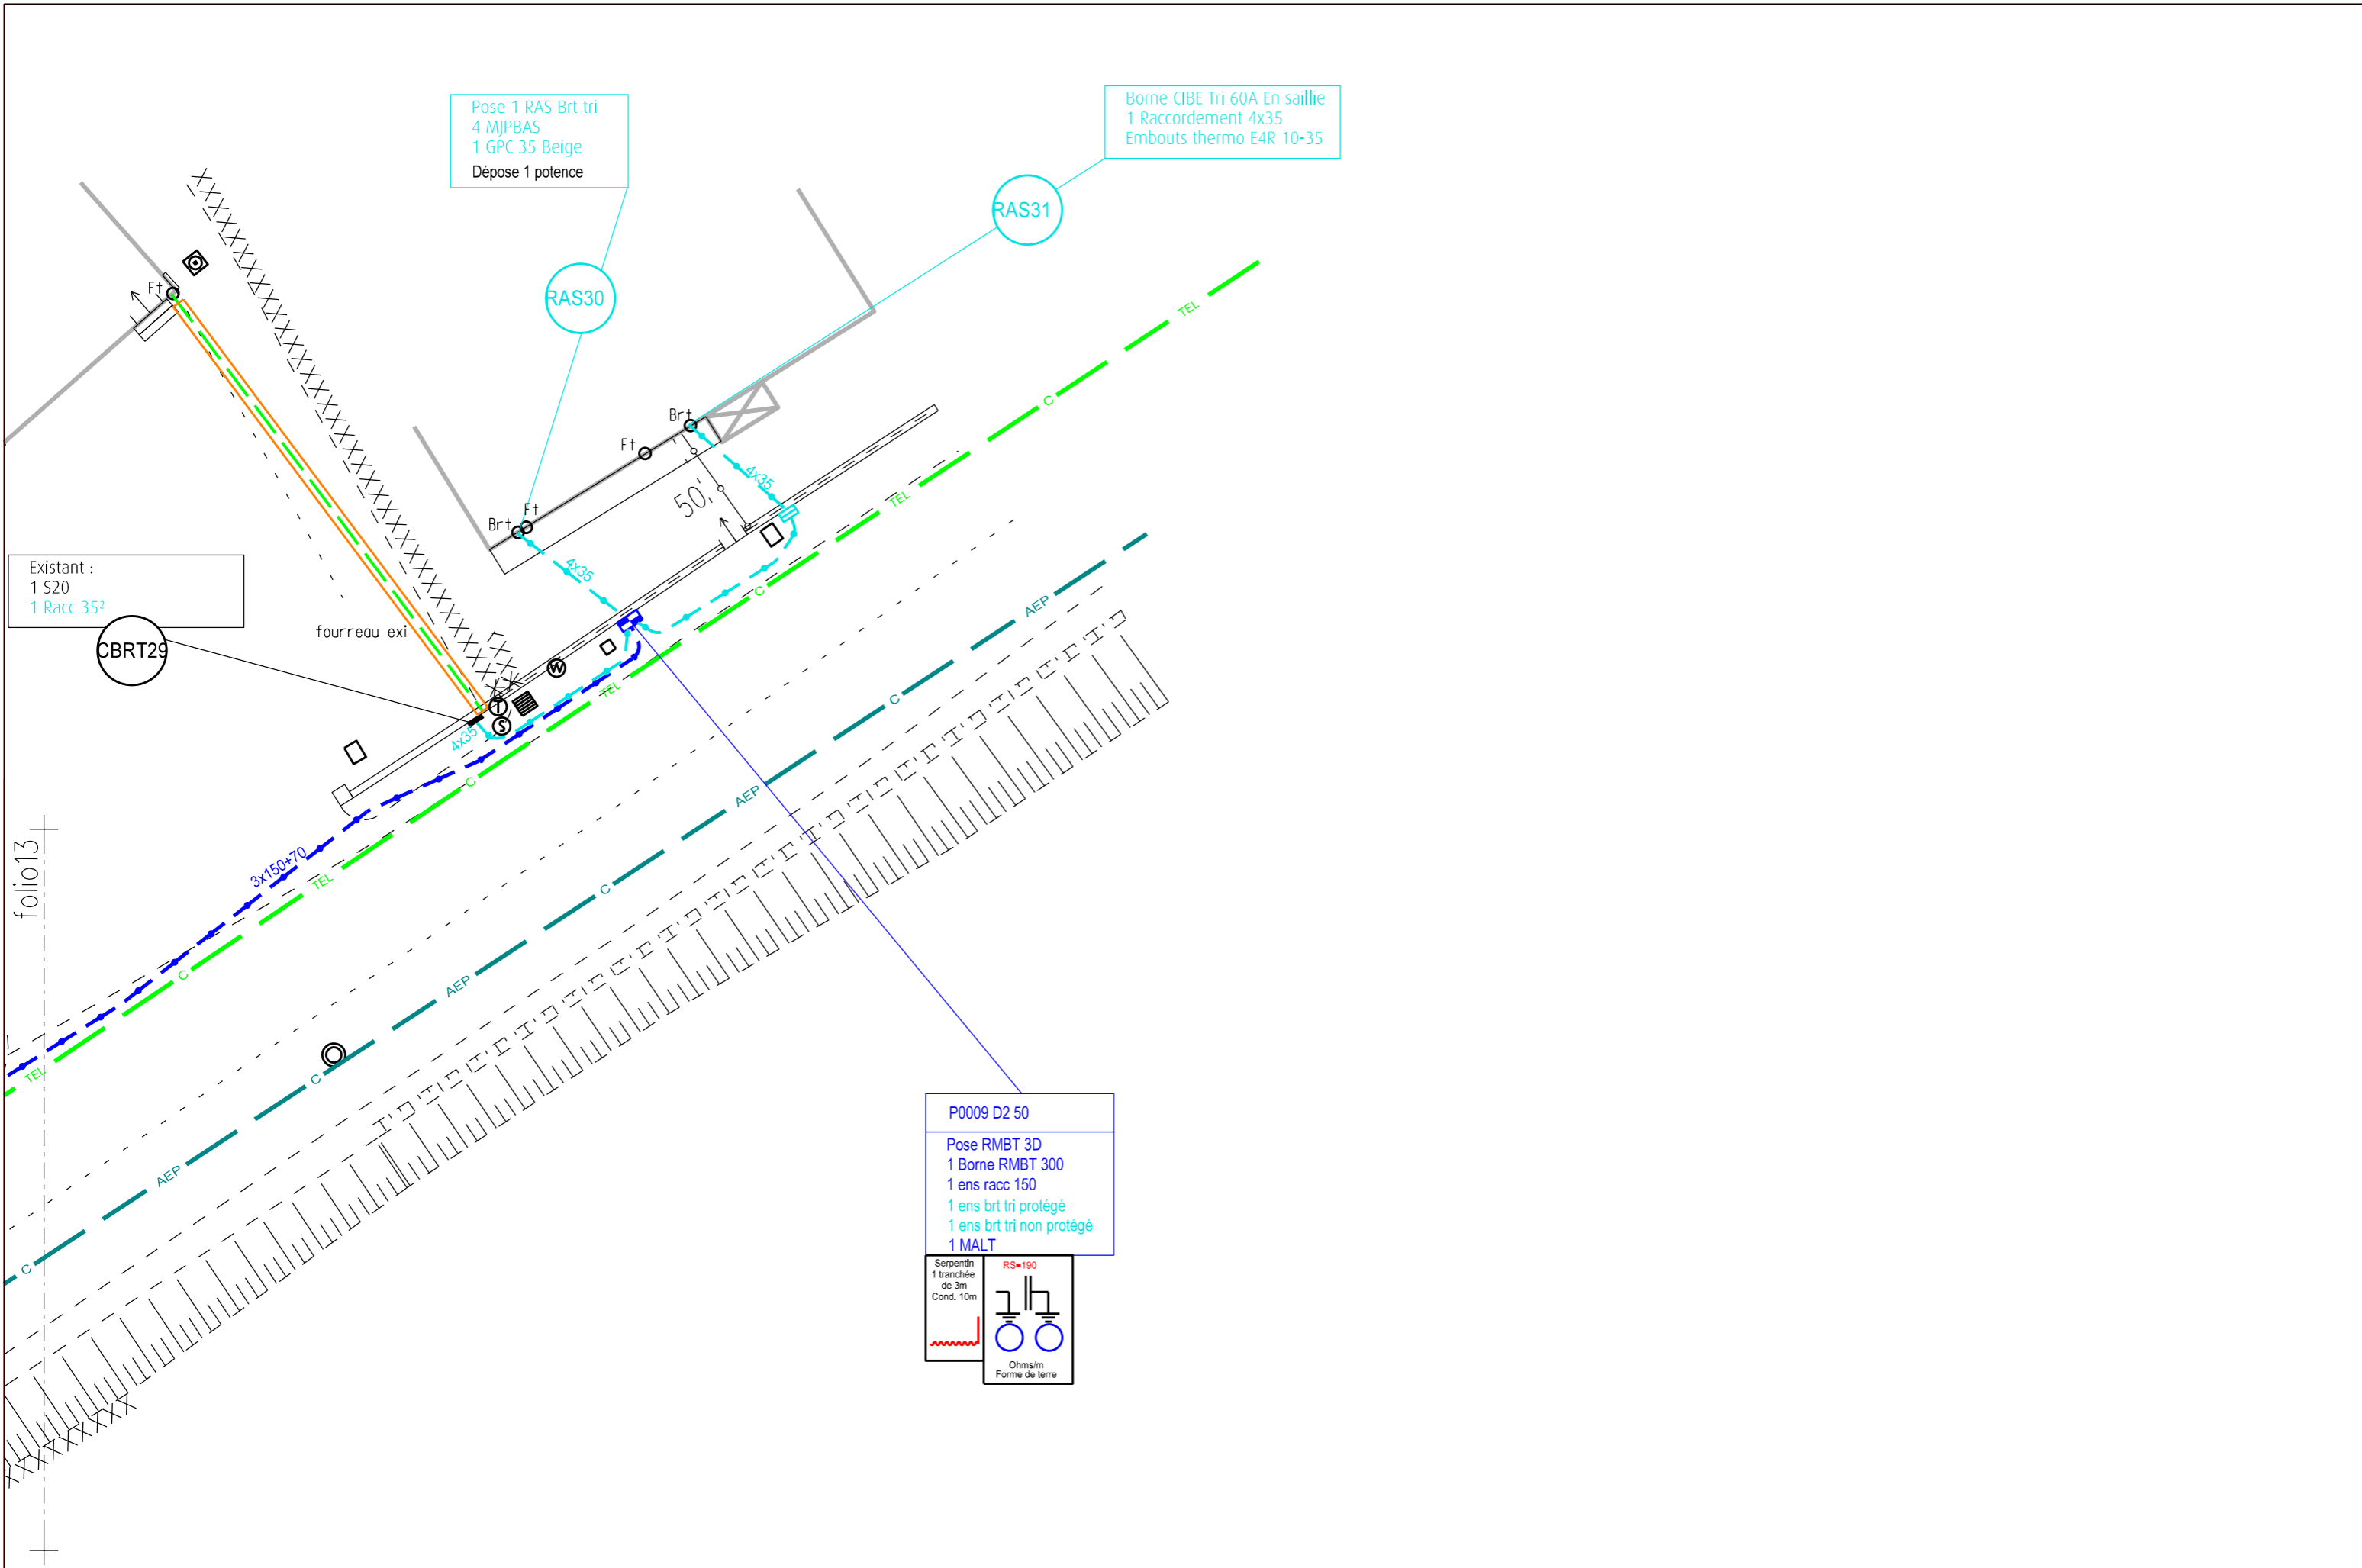 Pose 1 RAS Brt tri
4 MJPBAS
1 GPC 35 Beige
Dépose 1 potence
Borne CIBE Tri 60A En saillie
1 Raccordement 4x35
Embouts thermo E4R 10-35
RAS31
RAS30
Ft
TEL
C
Brt
Ft
4x35
50'
TEL
Ft
Brt
4x35
C
AEP
Existant :
1 S20
1 Racc 35²
fourreau exi
CBRT29
W
TEL
T
S
C
4x35
C
AEP
folio13
3x150+70
TEL
C
C
AEP
TEL
C
AEP
C
P0009 D2 50
Pose RMBT 3D
1 Borne RMBT 300
1 ens racc 150
1 ens brt tri protégé
1 ens brt tri non protégé
1 MALT
Serpentin
1 tranchée
de 3m
Cond. 10m
RS=190
Ohms/m
Forme de terre